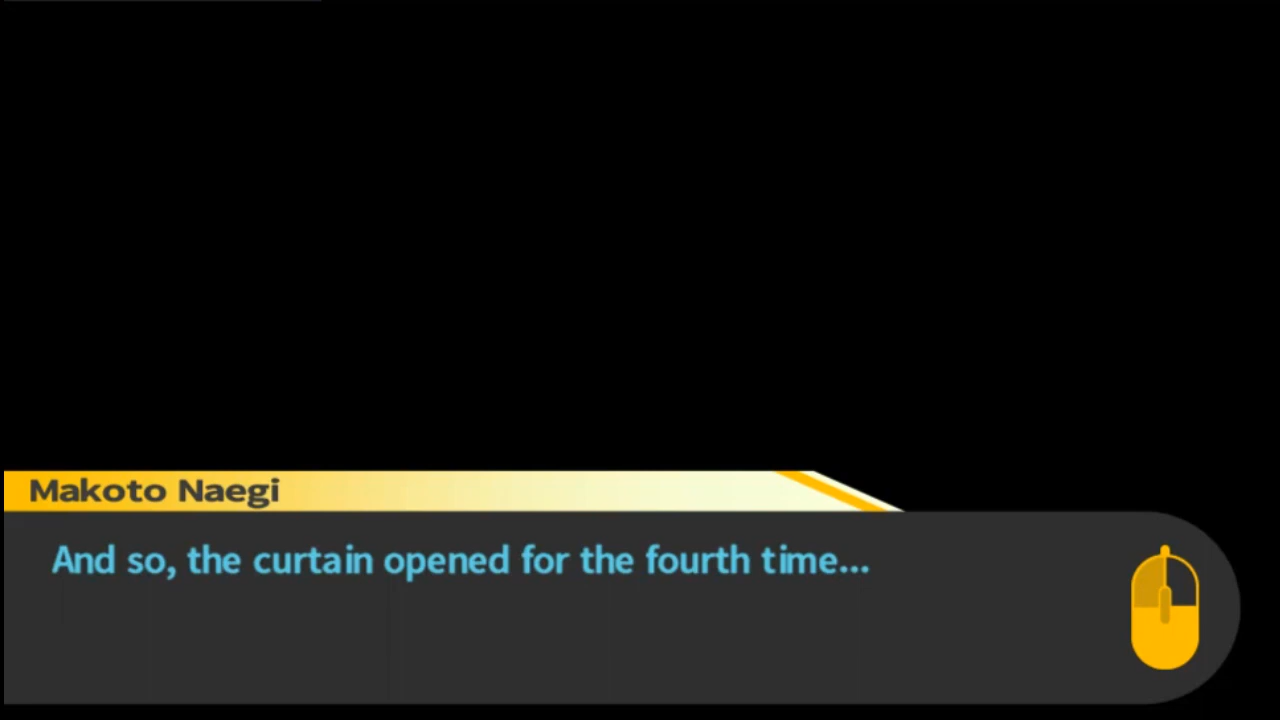 Makoto Naegi
And so, the curtain opened for the fourth time...